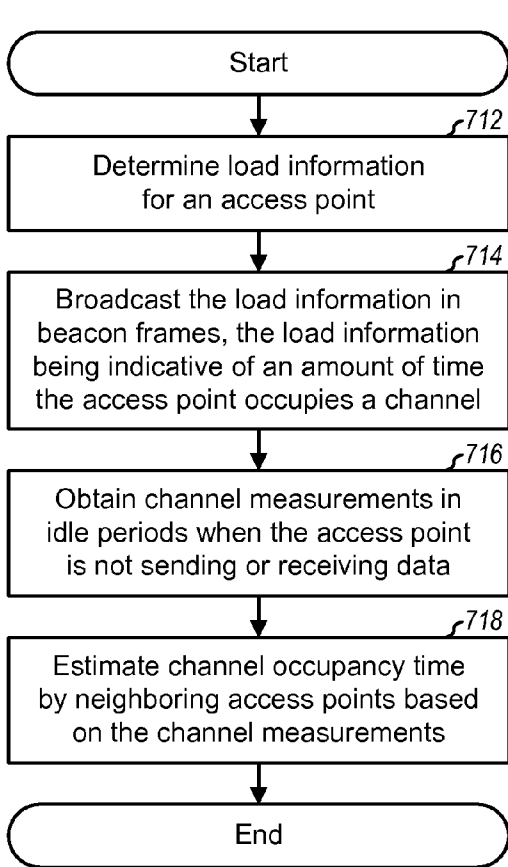 Start
712
Determine load information
for an access point
714
Broadcast the load information in
beacon frames, the load information
being indicative of an amount of time
the access point occupies a channel
716
Obtain channel measurements in
idle periods when the access point
is not sending or receiving data
718
Estimate channel occupancy time
by neighboring access points based
on the channel measurements
End